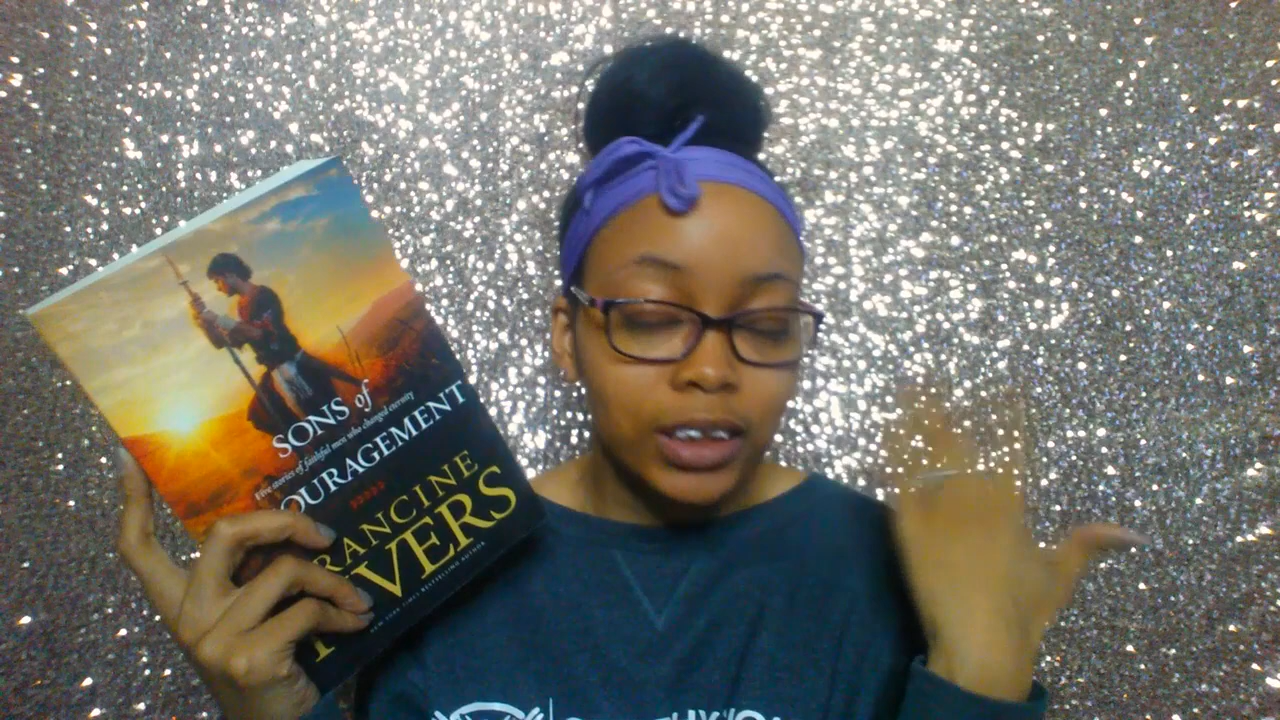 SONS of
Five stories of faithful men who changed eternity
OURAGEMENT
RANCINE
VERS
NEW YORK TIMES BESTSELLING AUTHOR